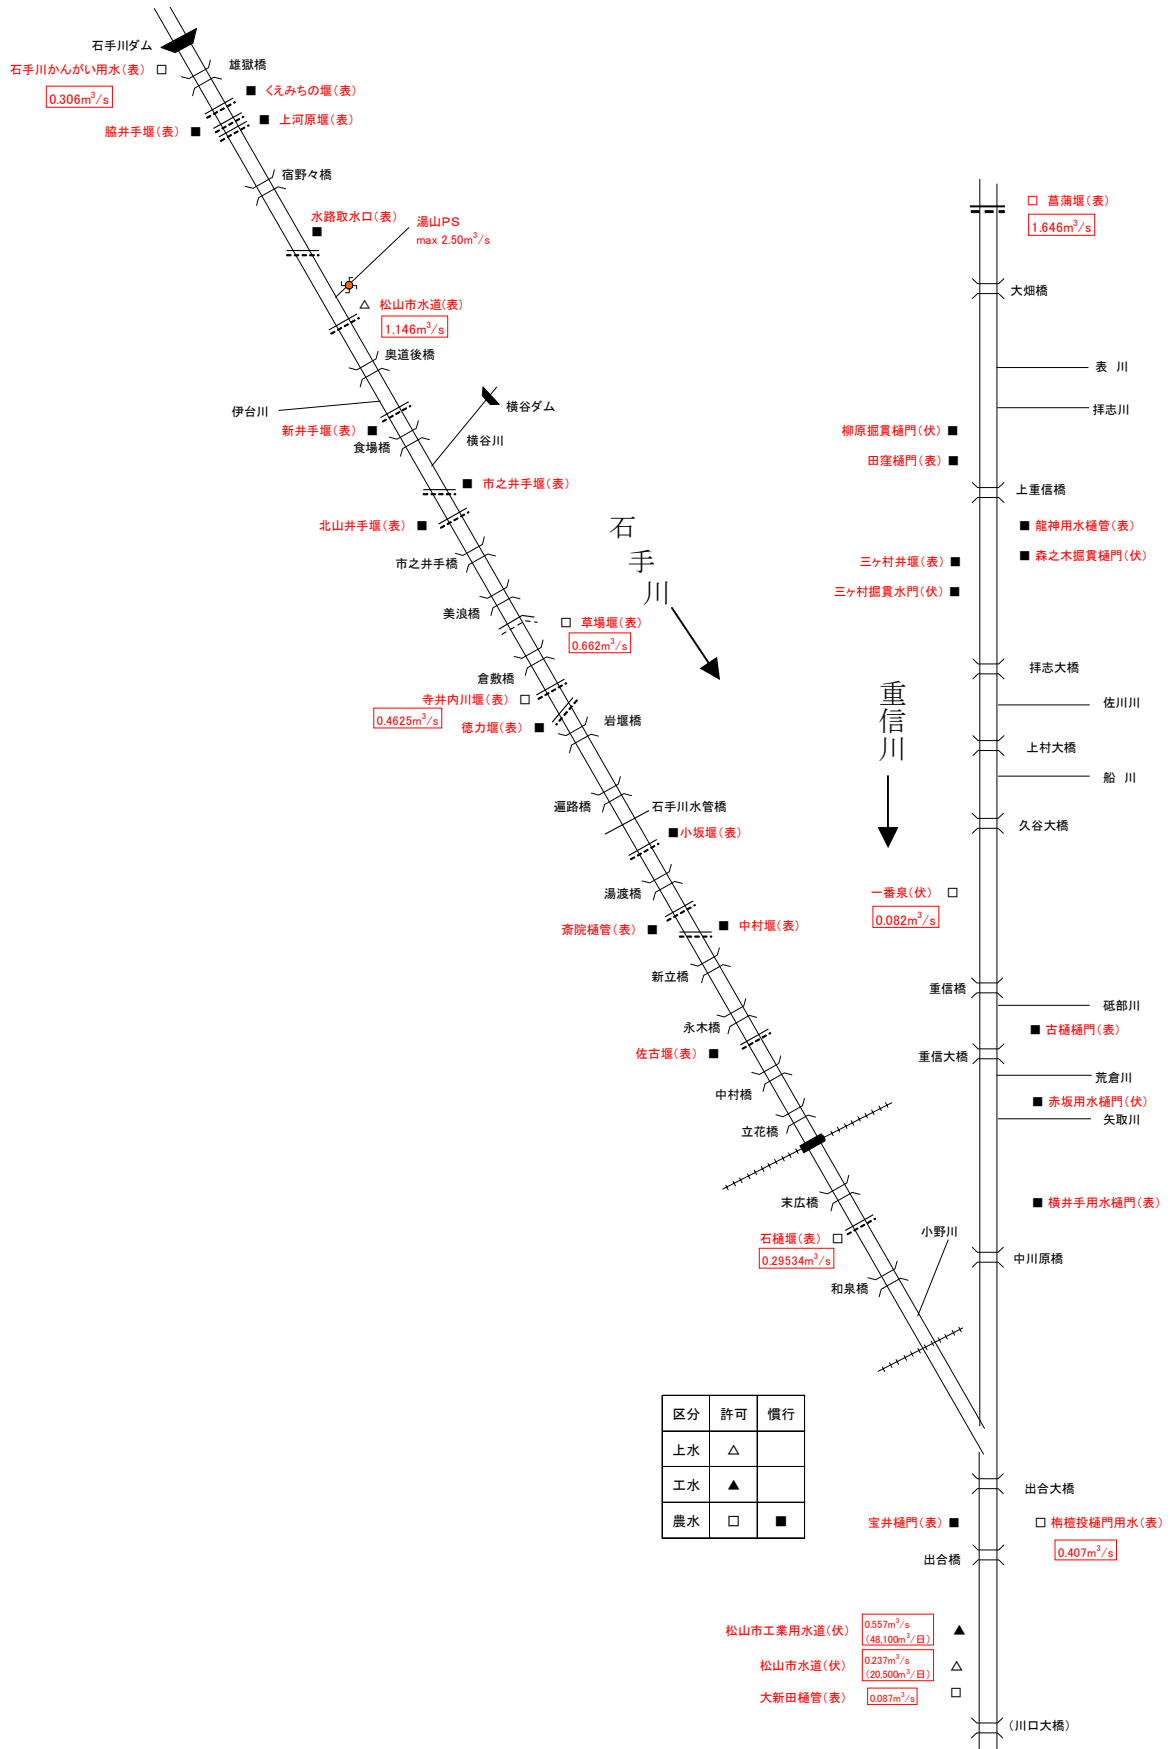 石手川ダム
石手川かんがい用水(表)
0.306m³/s
雄獄橋
くえみちの堰(表)
上河原堰(表)
脇井手堰(表)
宿野々橋
水路取水口(表)
湯山PS
max 2.50m³/s
松山市水道(表)
1.146m³/s
奥道後橋
伊台川
新井手堰(表)
食場橋
横谷ダム
横谷川
市之井手堰(表)
北山井手堰(表)
市之井手橋
美浪橋
草場堰(表)
0.662m³/s
倉敷橋
寺井内川堰(表)
0.4625m³/s
徳力堰(表)
岩堰橋
遍路橋
石手川水管橋
小坂堰(表)
湯渡橋
斎院樋管(表)
中村堰(表)
新立橋
永木橋
佐古堰(表)
中村橋
立花橋
末広橋
石樋堰(表)
0.29534m³/s
和泉橋
小野川
石手川
重信川
菖蒲堰(表)
1.646m³/s
大畑橋
表 川
拝志川
柳原掘貫樋門(伏)
田窪樋門(表)
上重信橋
龍神用水樋管(表)
森之木掘貫樋門(伏)
三ヶ村井堰(表)
三ヶ村掘貫水門(伏)
拝志大橋
佐川川
上村大橋
船 川
久谷大橋
一番泉(伏)
0.082m³/s
重信橋
砥部川
古樋樋門(表)
重信大橋
荒倉川
赤坂用水樋門(伏)
矢取川
横井手用水樋門(表)
中川原橋
区分 許可 慣行
上水 △
工水 ▲
農水 □ ■
出合大橋
宝井樋門(表)
栴檀投樋門用水(表)
0.407m³/s
出合橋
松山市工業用水道(伏)
0.557m³/s
(48,100m³/日)
松山市水道(伏)
0.237m³/s
(20,500m³/日)
大新田樋管(表)
0.087m³/s
(川口大橋)